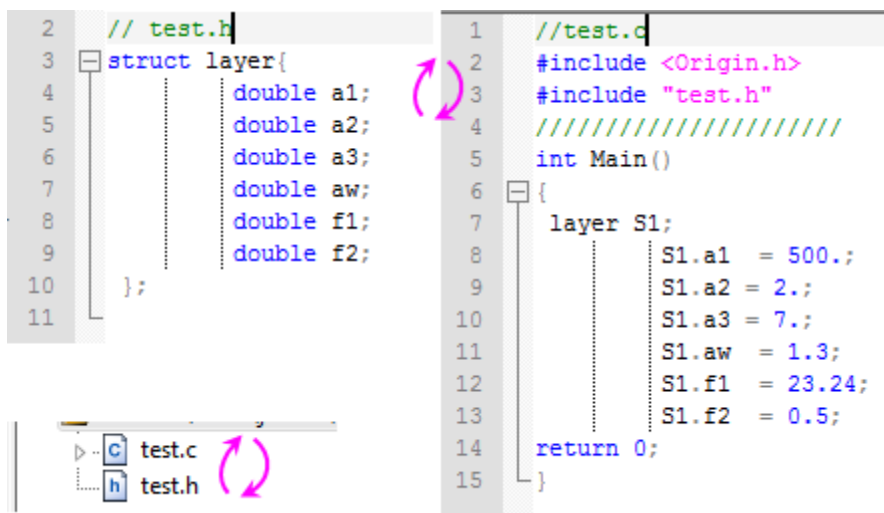 2 // test.h
3 struct layer{
4 double a1;
5 double a2;
6 double a3;
7 double aw;
8 double f1;
9 double f2;
10 };
11
1 //test.c
2 #include <Origin.h>
3 #include "test.h"
4 ///////////////////////
5 int Main()
6 {
7 layer S1;
8 S1.a1  = 500.;
9 S1.a2 = 2.;
10 S1.a3 = 7.;
11 S1.aw  = 1.3;
12 S1.f1  = 23.24;
13 S1.f2  = 0.5;
14 return 0;
15 }
c test.c
h test.h